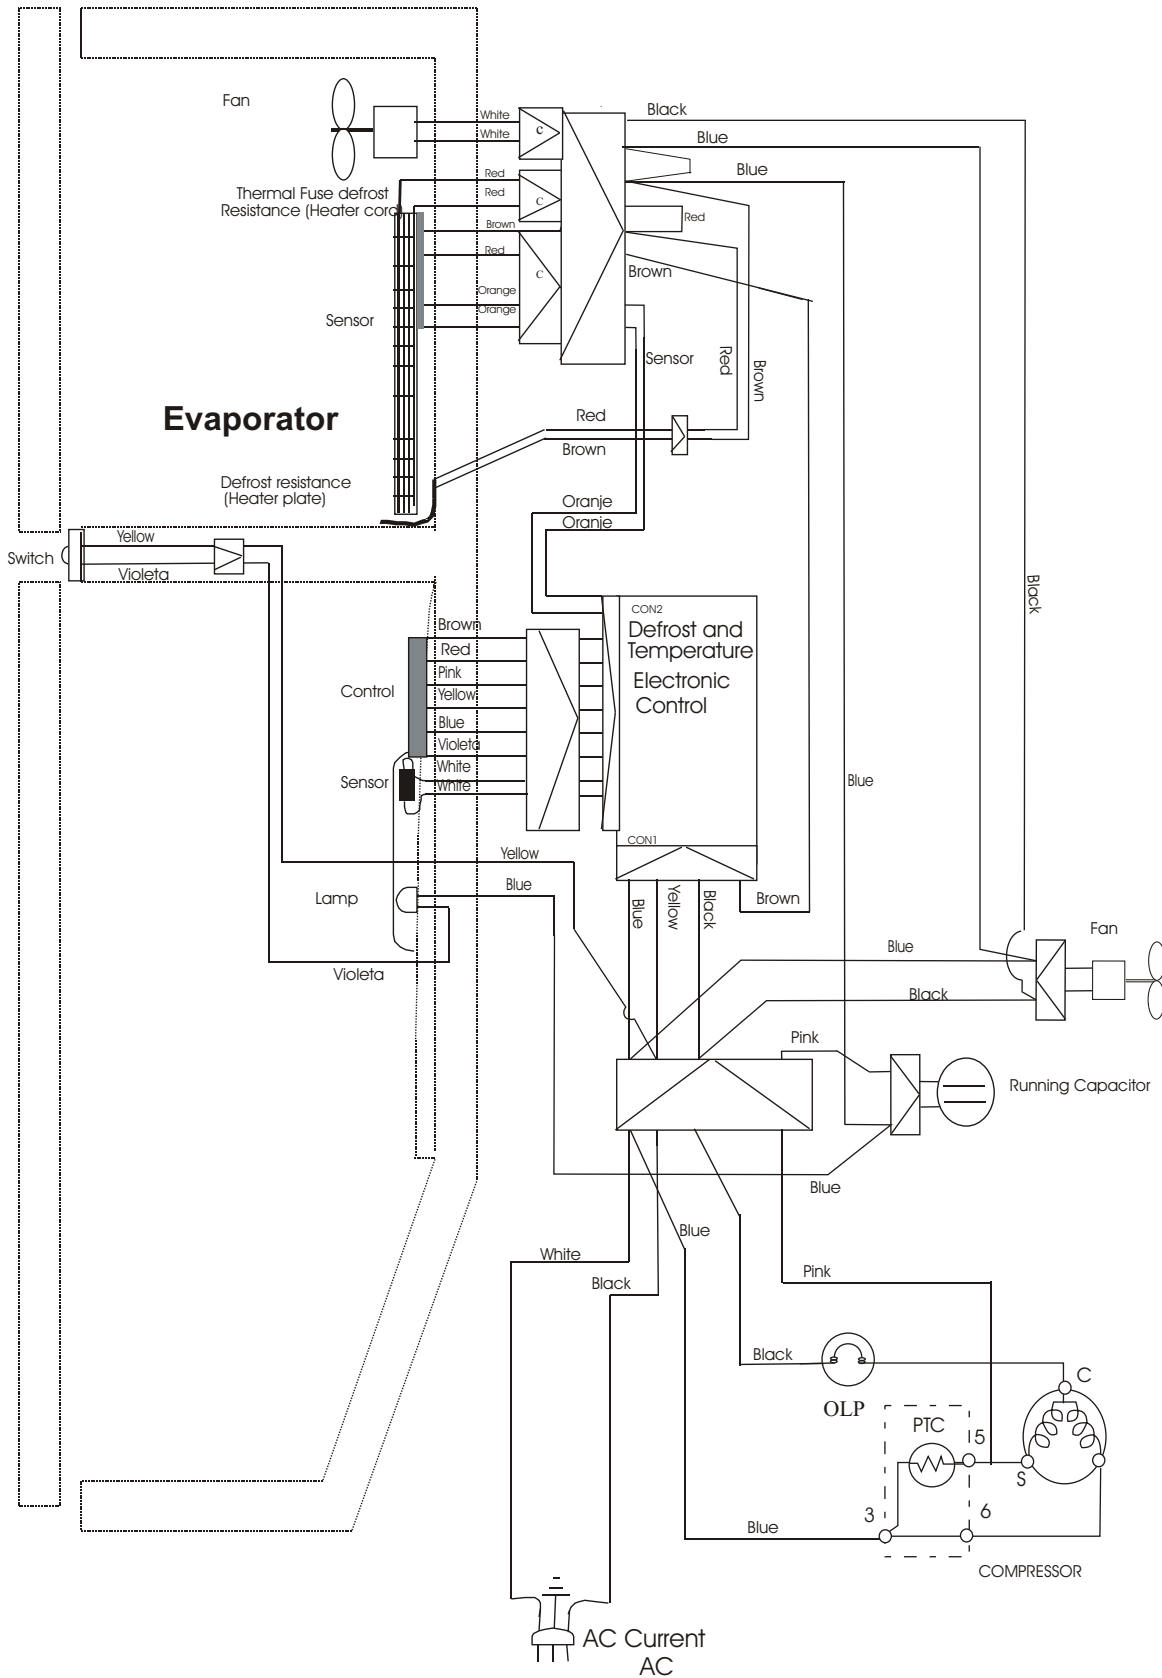 Fan
White
White
C
Black
Blue
Blue
Red
Thermal Fuse defrost
Resistance (Heater cord)
Red
C
Red
Brown
Red
C
Brown
Orange
Orange
Sensor
Sensor
Red
Brown
Evaporator
Red
Brown
Defrost resistance
(Heater plate)
Oranje
Oranje
Yellow
Switch
Violeta
Black
CON2
Defrost and
Temperature
Electronic
Control
Brown
Red
Pink
Control
Yellow
Blue
Violeta
White
Sensor
White
Blue
CON1
Yellow
Blue
Lamp
Blue
Yellow
Black
Brown
Fan
Blue
Violeta
Black
Pink
Running Capacitor
Blue
Blue
White
Black
Pink
Black
OLP
C
PTC
5
S
3
6
Blue
COMPRESSOR
AC Current
AC